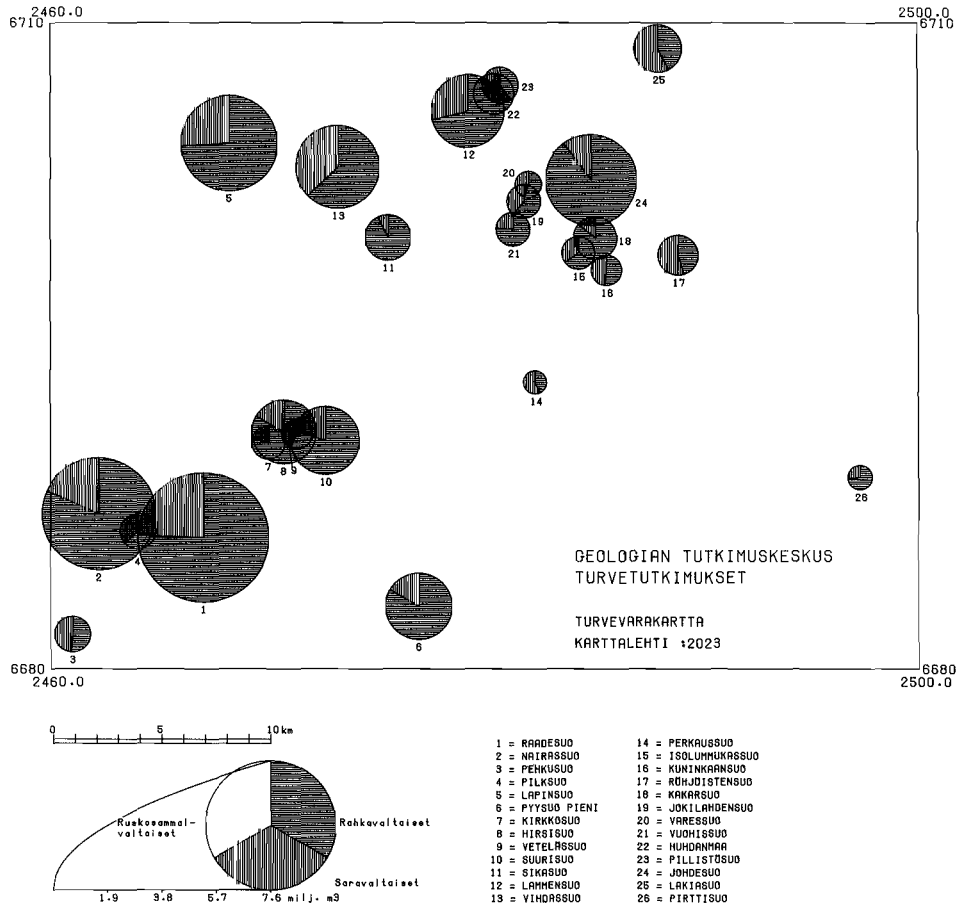 2460.0 2500.0
6710 6710
25
23
22
12
5
13
20
24
19
11
21
18
15
16
17
14
7
8
9
10
26
2
4
1
3
6
GEOLOGIAN TUTKIMUSKESKUS
TURVETUTKIMUKSET
TURVEVARAKARTTA
KARTTALEHTI :2023
6680 6680
2460.0 2500.0
0 5 10 km
Ruskosammal-
valtaiset
Rahkavaltaiset
Saravaltaiset
1.9 3.8 5.7 7.6 milj. m3
1 = RAADESUO
2 = NAIRASSUO
3 = PEHKUSUO
4 = PILKSUO
5 = LAPINSUO
6 = PYYSUO PIENI
7 = KIRKKOSUO
8 = HIRSISUO
9 = VETELÄSSUO
10 = SUURISUO
11 = SIKASUO
12 = LAMMENSUO
13 = VIHDASSUO
14 = PERKAUSSUO
15 = ISOLUMMUKASSUO
16 = KUNINKAANSUO
17 = RÖHJÖISTENSUO
18 = KAKARSUO
19 = JOKILAHDENSUO
20 = VARESSUO
21 = VUOHISSUO
22 = HUHDANMAA
23 = PILLISTÖSUO
24 = JOHDESUO
25 = LAKIASUO
26 = PIRTTISUO